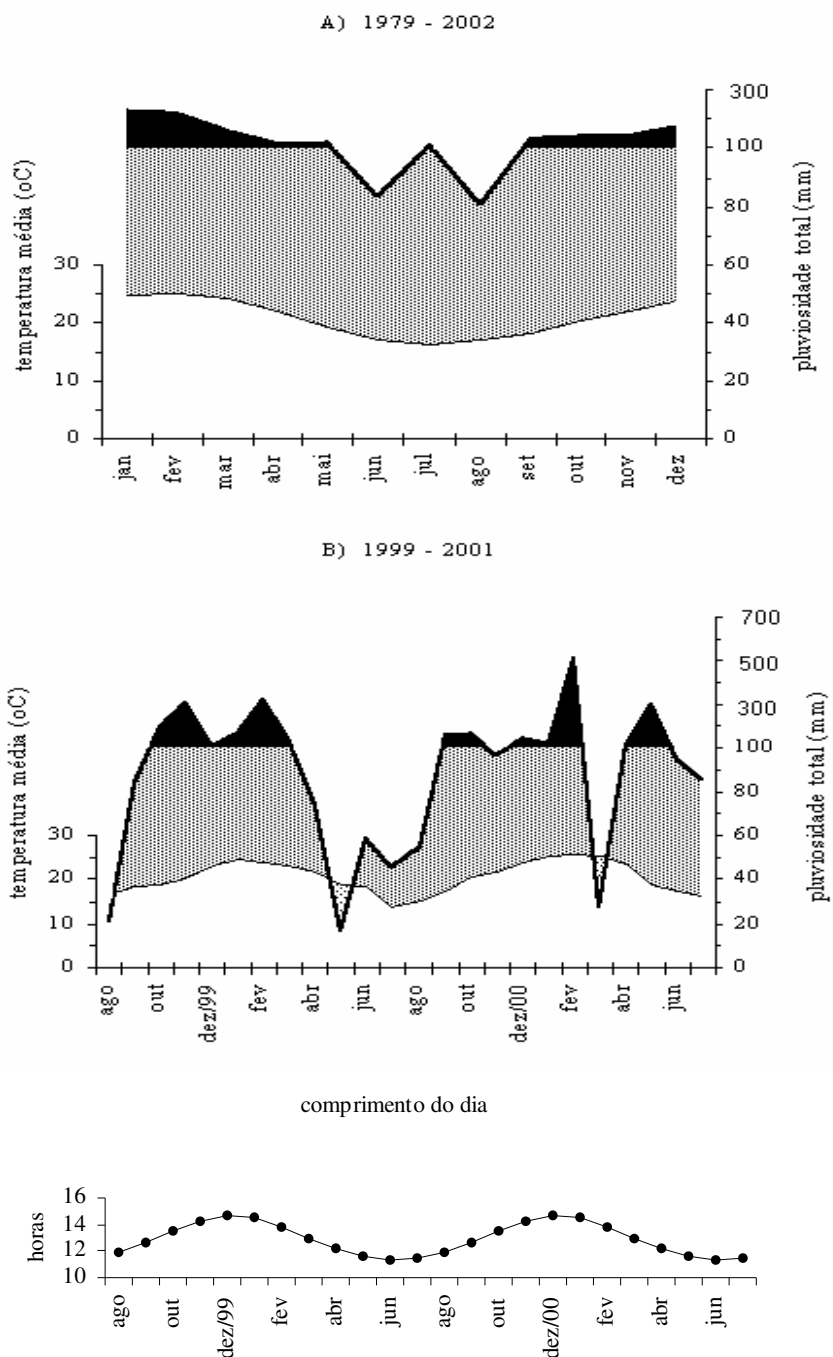 A) 1979 - 2002
temperatura média (oC)
30
20
10
0
300
100
80
60
40
20
0
pluviosidade total (mm)
jan
fev
mar
abr
mai
jun
jul
ago
set
out
nov
dez
B) 1999 - 2001
temperatura média (oC)
30
20
10
0
700
500
300
100
80
60
40
20
0
pluviosidade total (mm)
ago
out
dez/99
fev
abr
jun
ago
out
dez/00
fev
abr
jun
comprimento do dia
horas
16
14
12
10
ago
out
dez/99
fev
abr
jun
ago
out
dez/00
fev
abr
jun